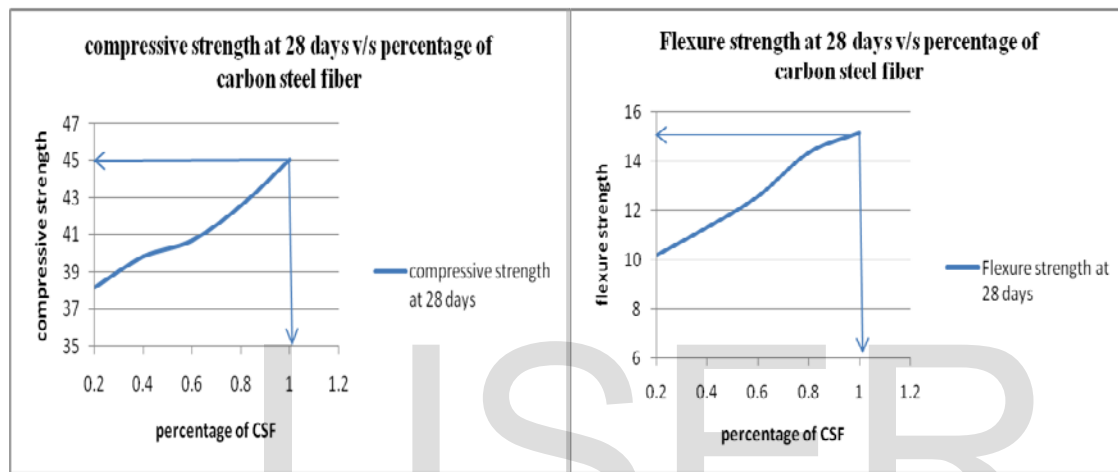 compressive strength at 28 days v/s percentage of
carbon steel fiber
compressive strength
47
45
43
41
39
37
35
0.2 0.4 0.6 0.8 1 1.2
percentage of CSF
compressive strength
at 28 days
Flexure strength at 28 days v/s percentage of
carbon steel fiber
flexure strength
16
14
12
10
8
6
0.2 0.4 0.6 0.8 1 1.2
percentage of CSF
Flexure strength at
28 days
IJSER